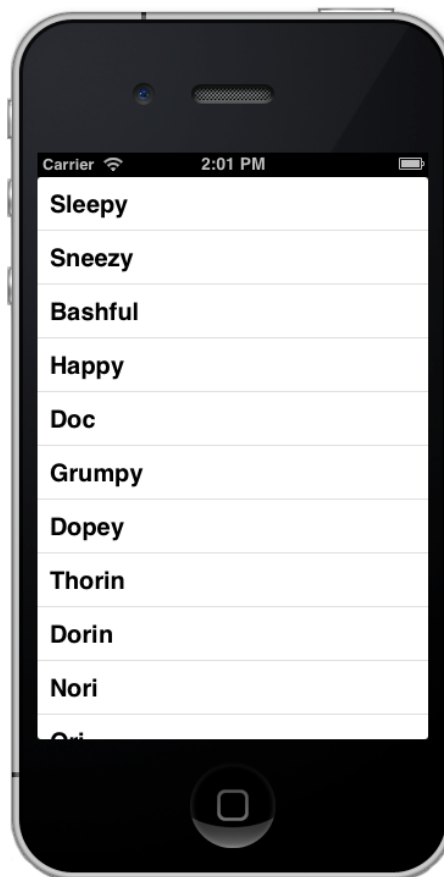 Carrier 2:01 PM
Sleepy
Sneezy
Bashful
Happy
Doc
Grumpy
Dopey
Thorin
Dorin
Nori